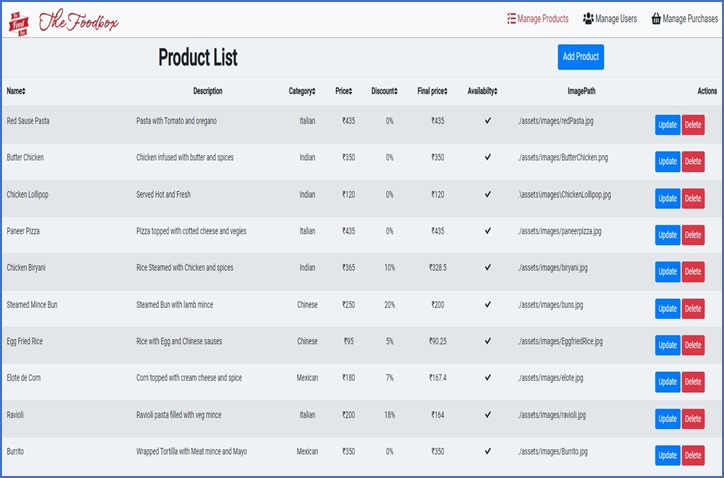 The Food Box The Foodbox Manage Products Manage Users Manage Purchases
Product List Add Product
Name Description Category Price Discount Final price Availabilty ImagePath Actions
Red Sause Pasta Pasta with Tomato and oregano Italian ₹435 0% ₹435 ✔ ./assets/images/redPasta.jpg Update Delete
Butter Chicken Chicken infused with butter and spices Indian ₹350 0% ₹350 ✔ ./assets/images/ButterChicken.png Update Delete
Chicken Lollipop Served Hot and Fresh Indian ₹120 0% ₹120 ✔ .\assets\images\ChickenLollipop.jpg Update Delete
Paneer Pizza Pizza topped with cotted cheese and vegies Italian ₹435 0% ₹435 ✔ ./assets/images/paneerpizza.jpg Update Delete
Chicken Biryani Rice Steamed with Chicken and spices Indian ₹365 10% ₹328.5 ✔ ./assets/images/biryani.jpg Update Delete
Steamed Mince Bun Steamed Bun with lamb mince Chinese ₹250 20% ₹200 ✔ ./assets/images/buns.jpg Update Delete
Egg Fried Rice Rice with Egg and Chinese sauses Chinese ₹95 5% ₹90.25 ✔ ./assets/images/EggfriedRice.jpg Update Delete
Elote de Corn Corn topped with cream cheese and spice Mexican ₹180 7% ₹167.4 ✔ ./assets/images/elote.jpg Update Delete
Ravioli Ravioli pasta filled with veg mince Italian ₹200 18% ₹164 ✔ ./assets/images/ravioli.jpg Update Delete
Burrito Wrapped Tortilla with Meat mince and Mayo Mexican ₹350 0% ₹350 ✔ ./assets/images/Burrito.jpg Update Delete